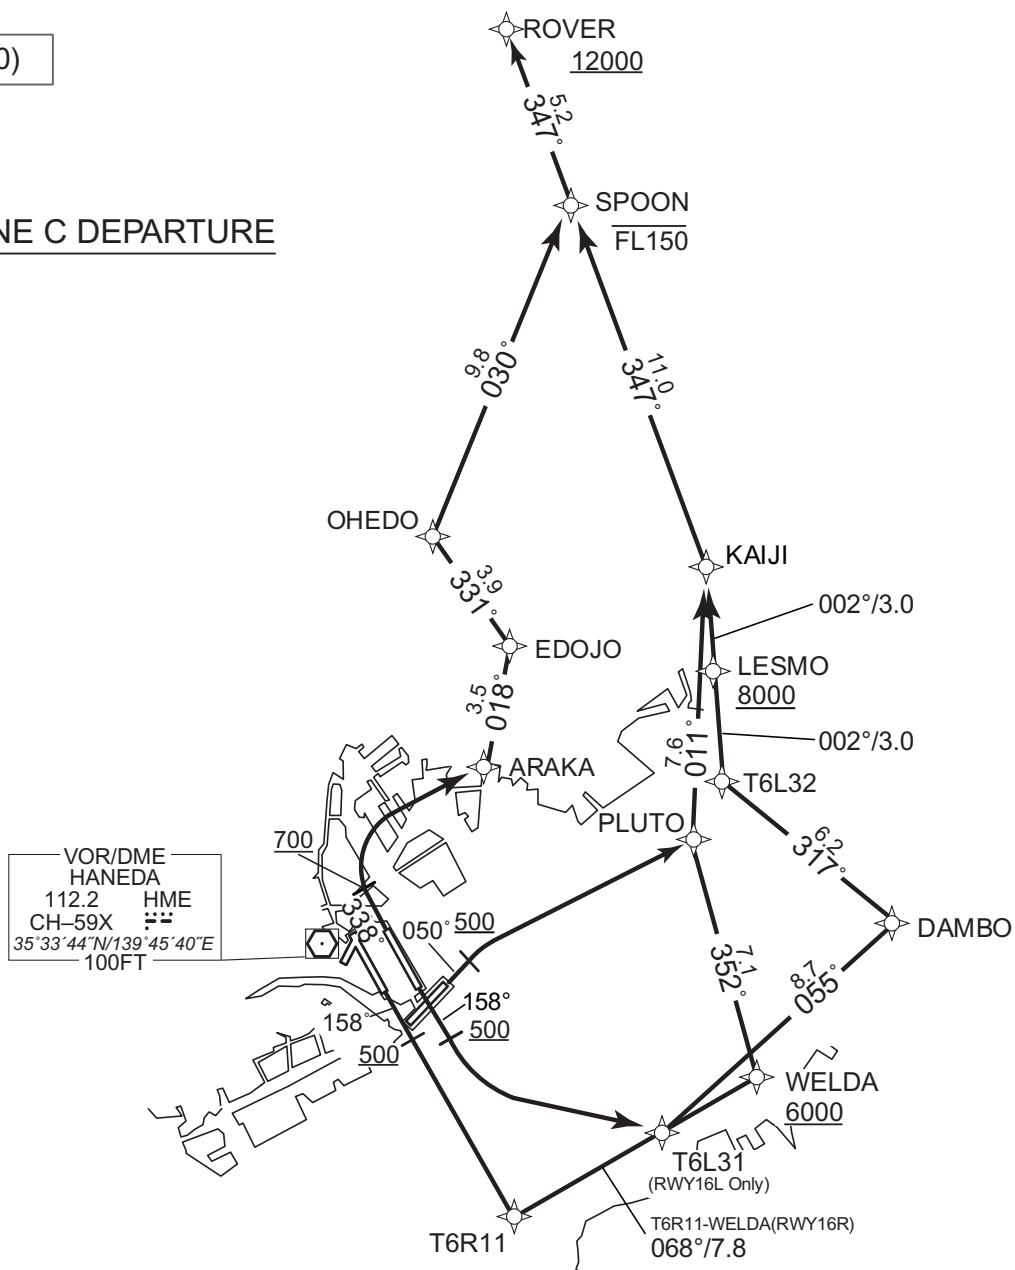 ROVER
12000
0)
5.2
347°
SPOON
FL150
NE C DEPARTURE
9.8
030°
11.0
347°
OHEDO
KAIJI
3.9
331°
002°/3.0
EDOJO
LESMO
8000
3.5
018°
002°/3.0
7.6
011°
ARAKA
T6L32
PLUTO
700
6.2
317°
VOR/DME
HANEDA
112.2 HME
CH–59X
35°33′44″N/139°45′40″E
100FT
338°
050° 500
DAMBO
7.1
352°
8.7
055°
158°
158°
500
500
WELDA
6000
T6L31
(RWY16L Only)
T6R11
T6R11-WELDA(RWY16R)
068°/7.8